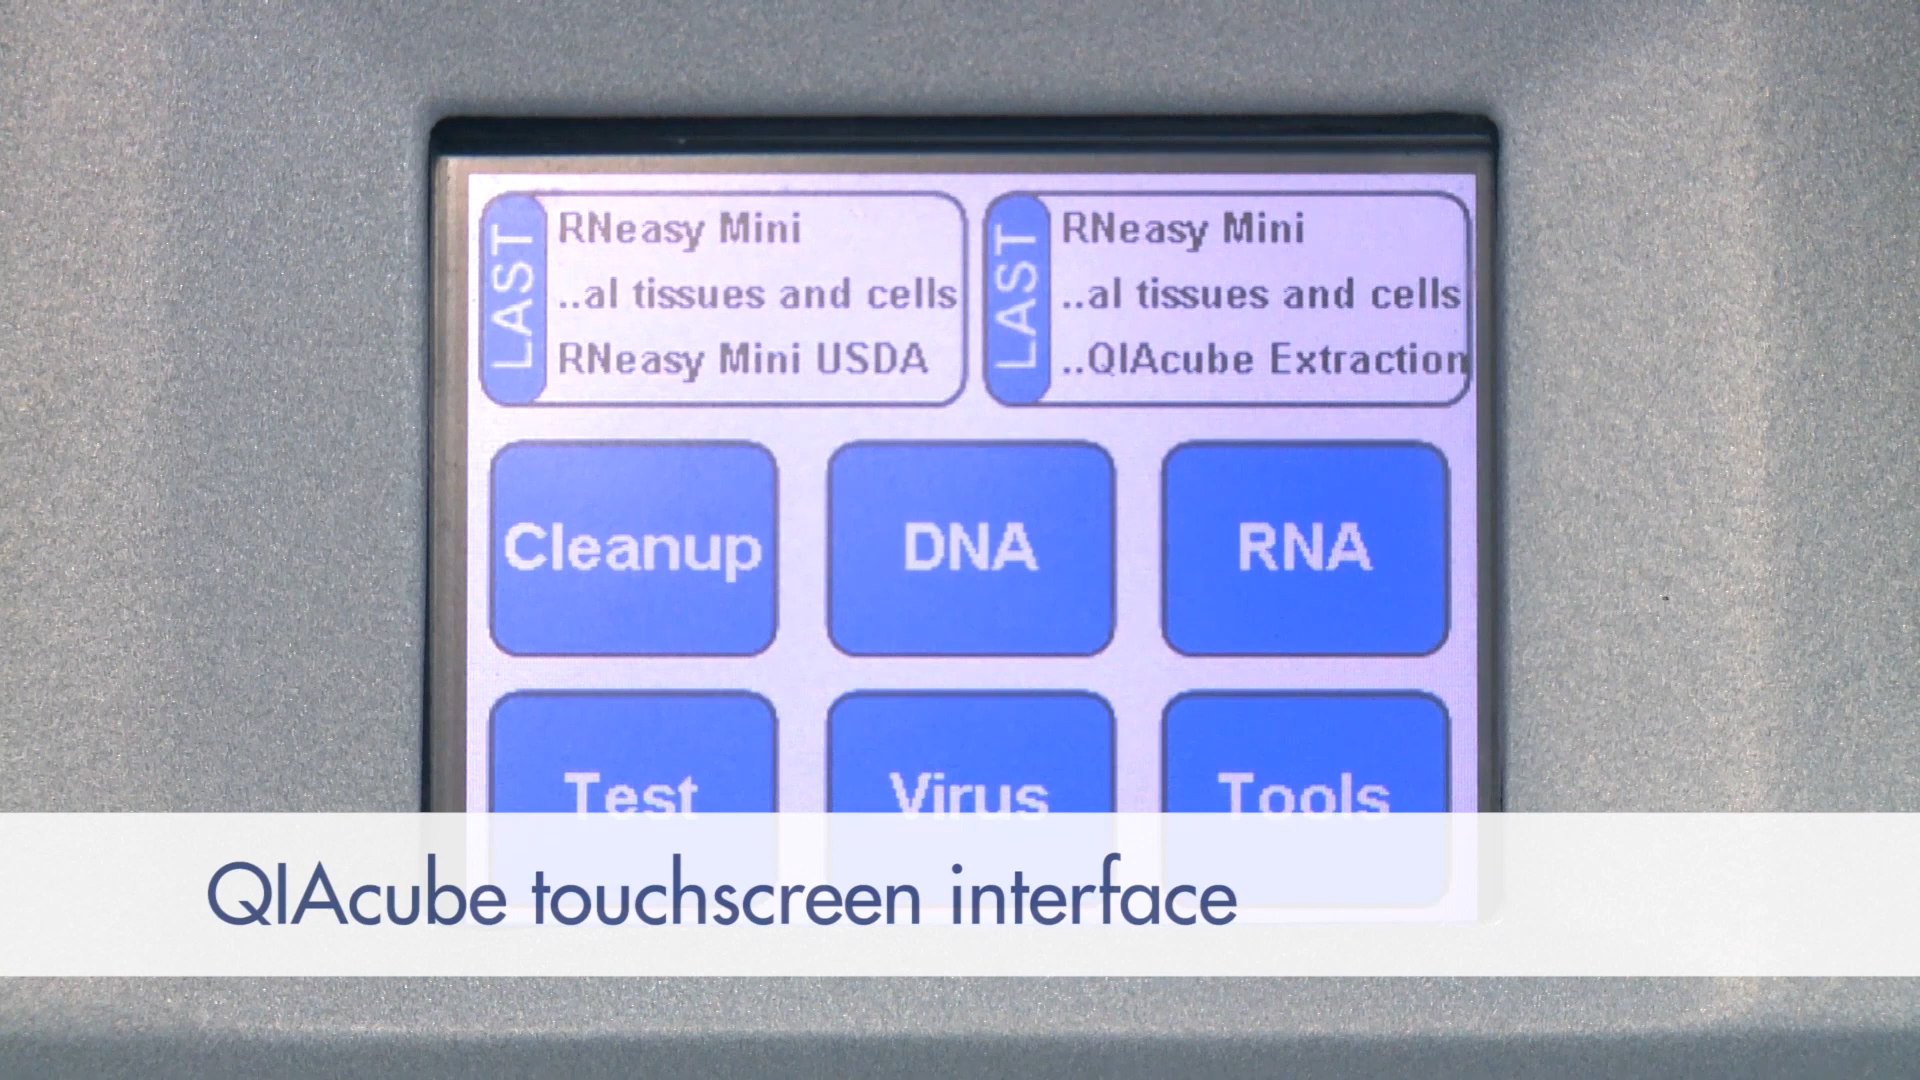 LAST
RNeasy Mini
..al tissues and cells
RNeasy Mini USDA
LAST
RNeasy Mini
..al tissues and cells
..QIAcube Extraction
Cleanup
DNA
RNA
Test
Virus
Tools
QIAcube touchscreen interface